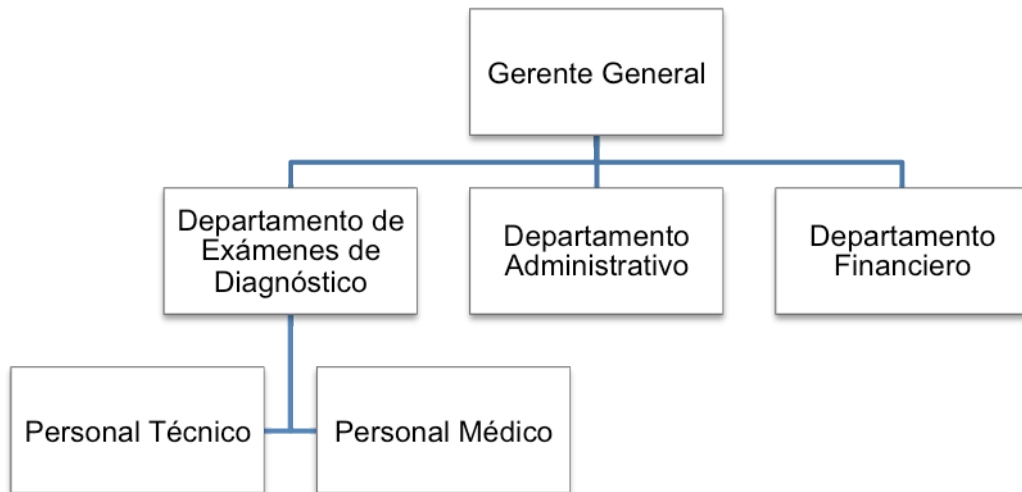 Gerente General
Departamento de
Exámenes de
Diagnóstico
Departamento
Administrativo
Departamento
Financiero
Personal Técnico
Personal Médico